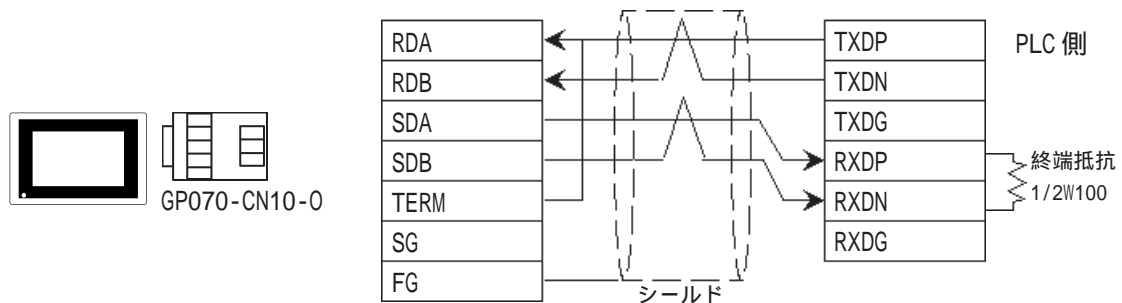 GP070-CN10-O
RDA
RDB
SDA
SDB
TERM
SG
FG
シールド
TXDP
TXDN
TXDG
RXDP
RXDN
RXDG
PLC 側
終端抵抗
1/2W100